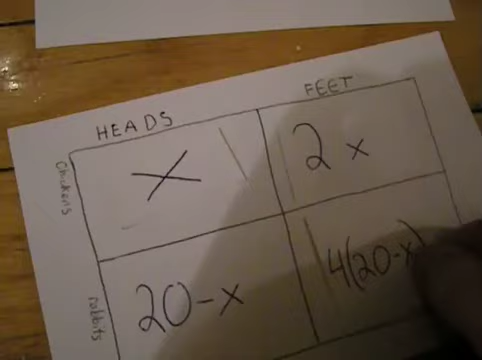 HEADS FEET
Chickens x 2x
rabbits 20-x 4(20-x)